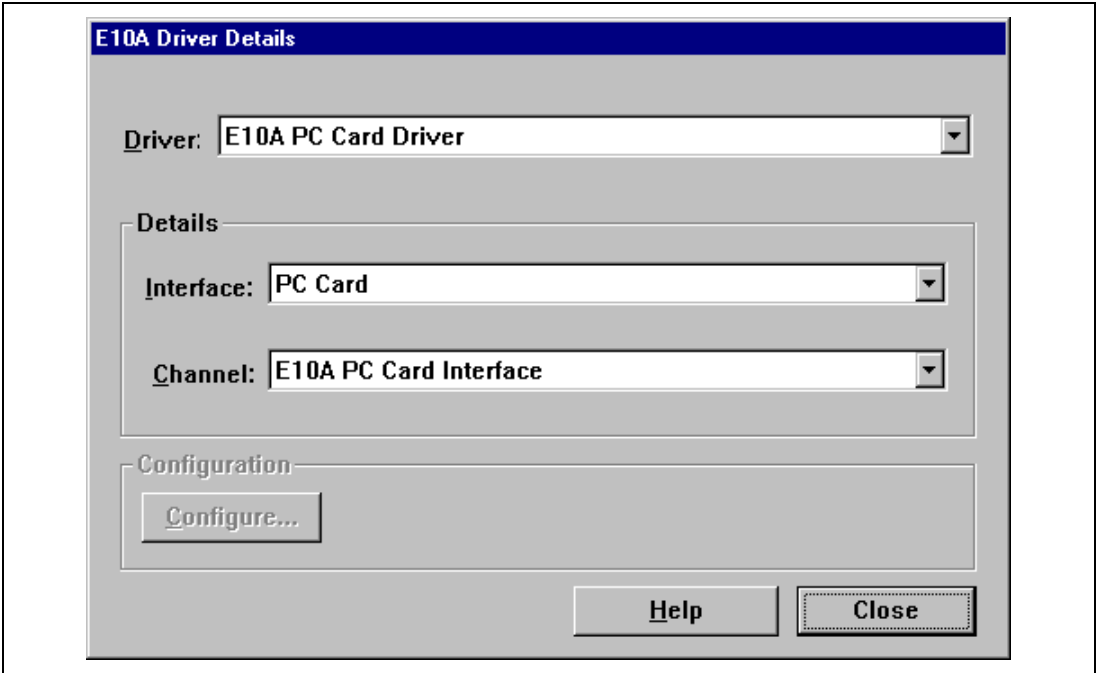 E10A Driver Details
Driver: E10A PC Card Driver
Details
Interface: PC Card
Channel: E10A PC Card Interface
Configuration
Configure...
Help Close